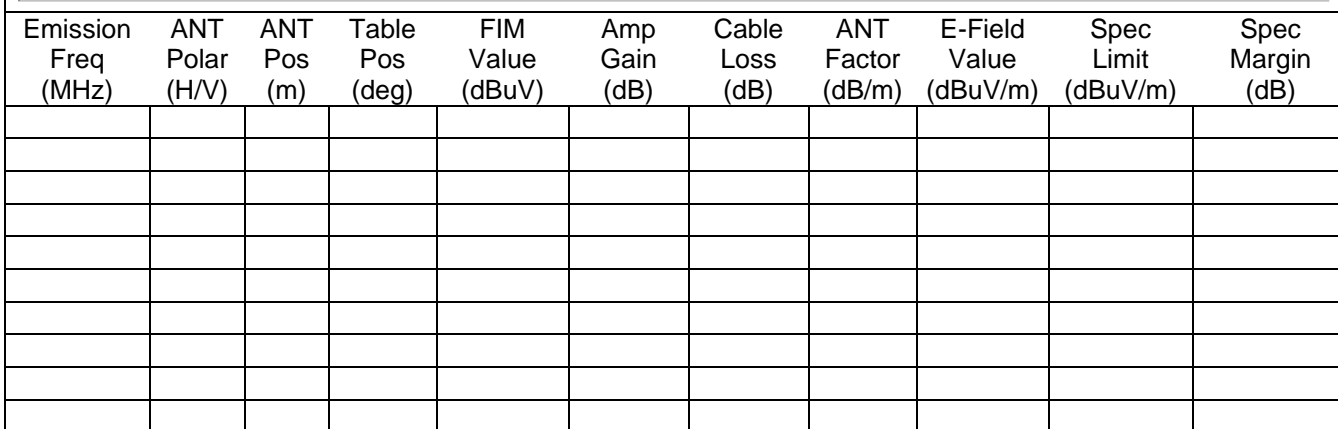 Emission ANT ANT Table FIM Amp Cable ANT E-Field Spec Spec
Freq Polar Pos Pos Value Gain Loss Factor Value Limit Margin
(MHz) (H/V) (m) (deg) (dBuV) (dB) (dB) (dB/m) (dBuV/m) (dBuV/m) (dB)